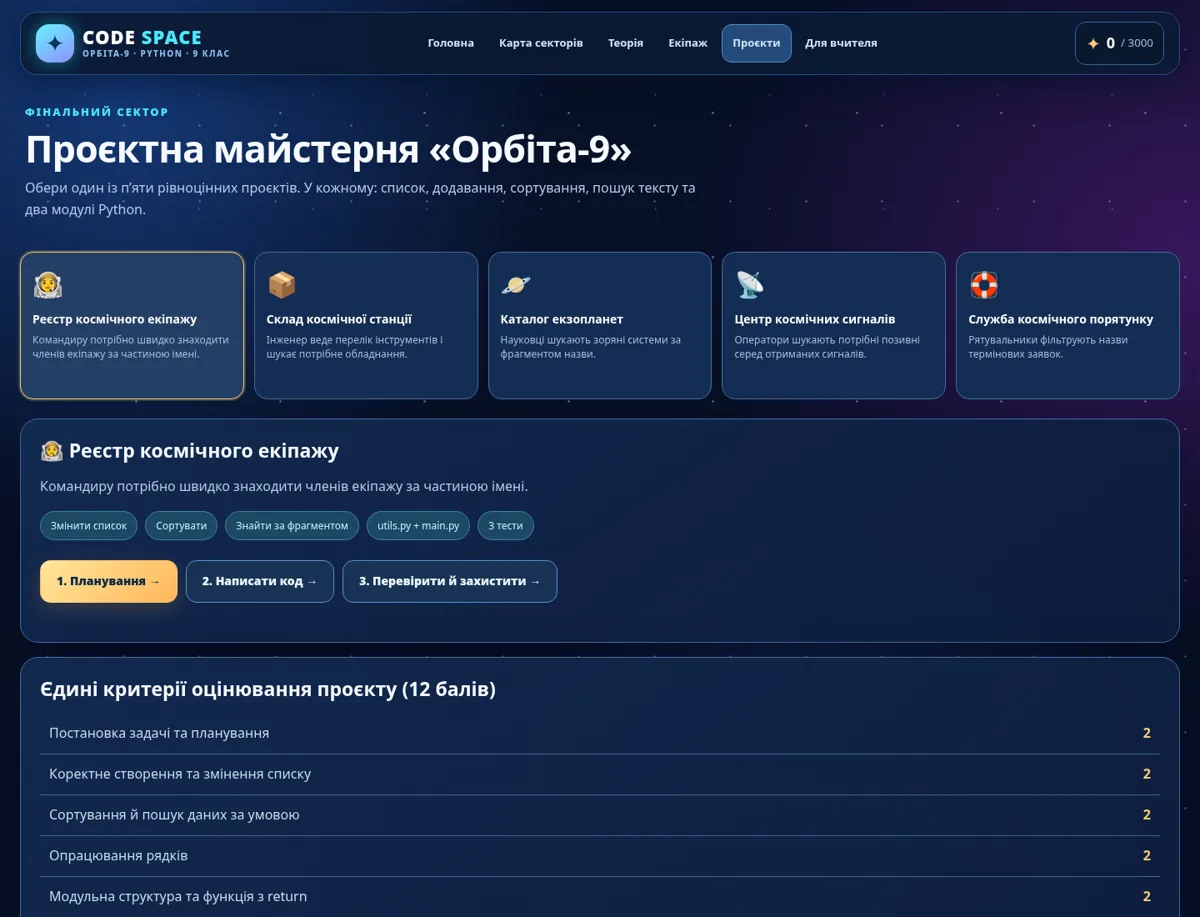 CODE SPACE
ОРБІТА-9 · PYTHON · 9 КЛАС
Головна
Карта секторів
Теорія
Екіпаж
Проєкти
Для вчителя
0 / 3000
ФІНАЛЬНИЙ СЕКТОР
Проєктна майстерня «Орбіта-9»
Обери один із п’яти рівноцінних проєктів. У кожному: список, додавання, сортування, пошук тексту та
два модулі Python.
Реєстр космічного екіпажу
Командиру потрібно швидко знаходити
членів екіпажу за частиною імені.
Склад космічної станції
Інженер веде перелік інструментів і
шукає потрібне обладнання.
Каталог екзопланет
Науковці шукають зоряні системи за
фрагментом назви.
Центр космічних сигналів
Оператори шукають потрібні позивні
серед отриманих сигналів.
Служба космічного порятунку
Рятувальники фільтрують назви
термінових заявок.
Реєстр космічного екіпажу
Командиру потрібно швидко знаходити членів екіпажу за частиною імені.
Змінити список
Сортувати
Знайти за фрагментом
utils.py + main.py
3 тести
1. Планування →
2. Написати код →
3. Перевірити й захистити →
Єдині критерії оцінювання проєкту (12 балів)
Постановка задачі та планування 2
Коректне створення та змінення списку 2
Сортування й пошук даних за умовою 2
Опрацювання рядків 2
Модульна структура та функція з return 2